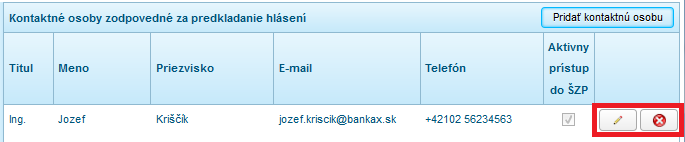 Kontaktné osoby zodpovedné za predkladanie hlásení
Pridať kontaktnú osobu
Titul Meno Priezvisko E-mail Telefón Aktívny prístup do ŠZP
Ing. Jozef Kriščík jozef.kriscik@bankax.sk +42102 56234563